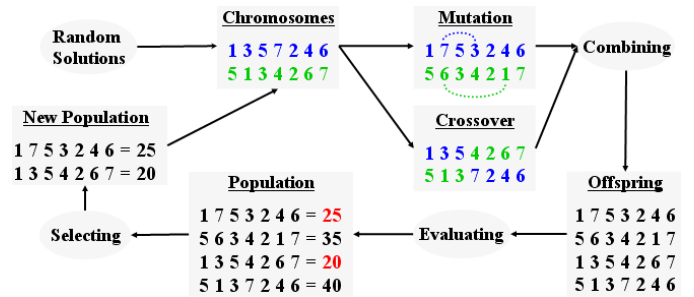 Random
Solutions
Chromosomes
1 3 5 7 2 4 6
5 1 3 4 2 6 7
Mutation
1 7 5 3 2 4 6
5 6 3 4 2 1 7
Crossover
1 3 5 4 2 6 7
5 1 3 7 2 4 6
Combining
Offspring
1 7 5 3 2 4 6
5 6 3 4 2 1 7
1 3 5 4 2 6 7
5 1 3 7 2 4 6
Evaluating
Population
1 7 5 3 2 4 6 = 25
5 6 3 4 2 1 7 = 35
1 3 5 4 2 6 7 = 20
5 1 3 7 2 4 6 = 40
Selecting
New Population
1 7 5 3 2 4 6 = 25
1 3 5 4 2 6 7 = 20